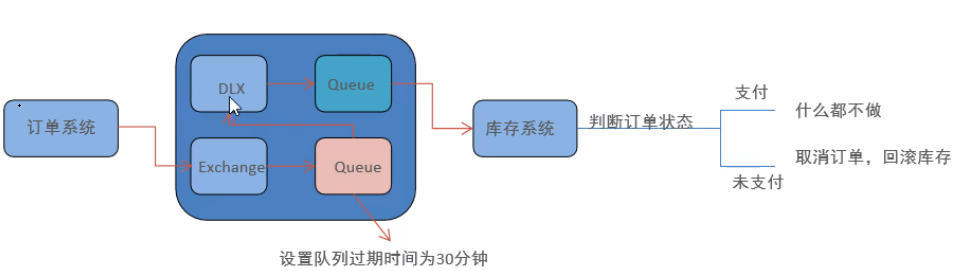 订单系统
DLX
Queue
Exchange
Queue
设置队列过期时间为30分钟
库存系统
判断订单状态
支付
什么都不做
取消订单，回滚库存
未支付